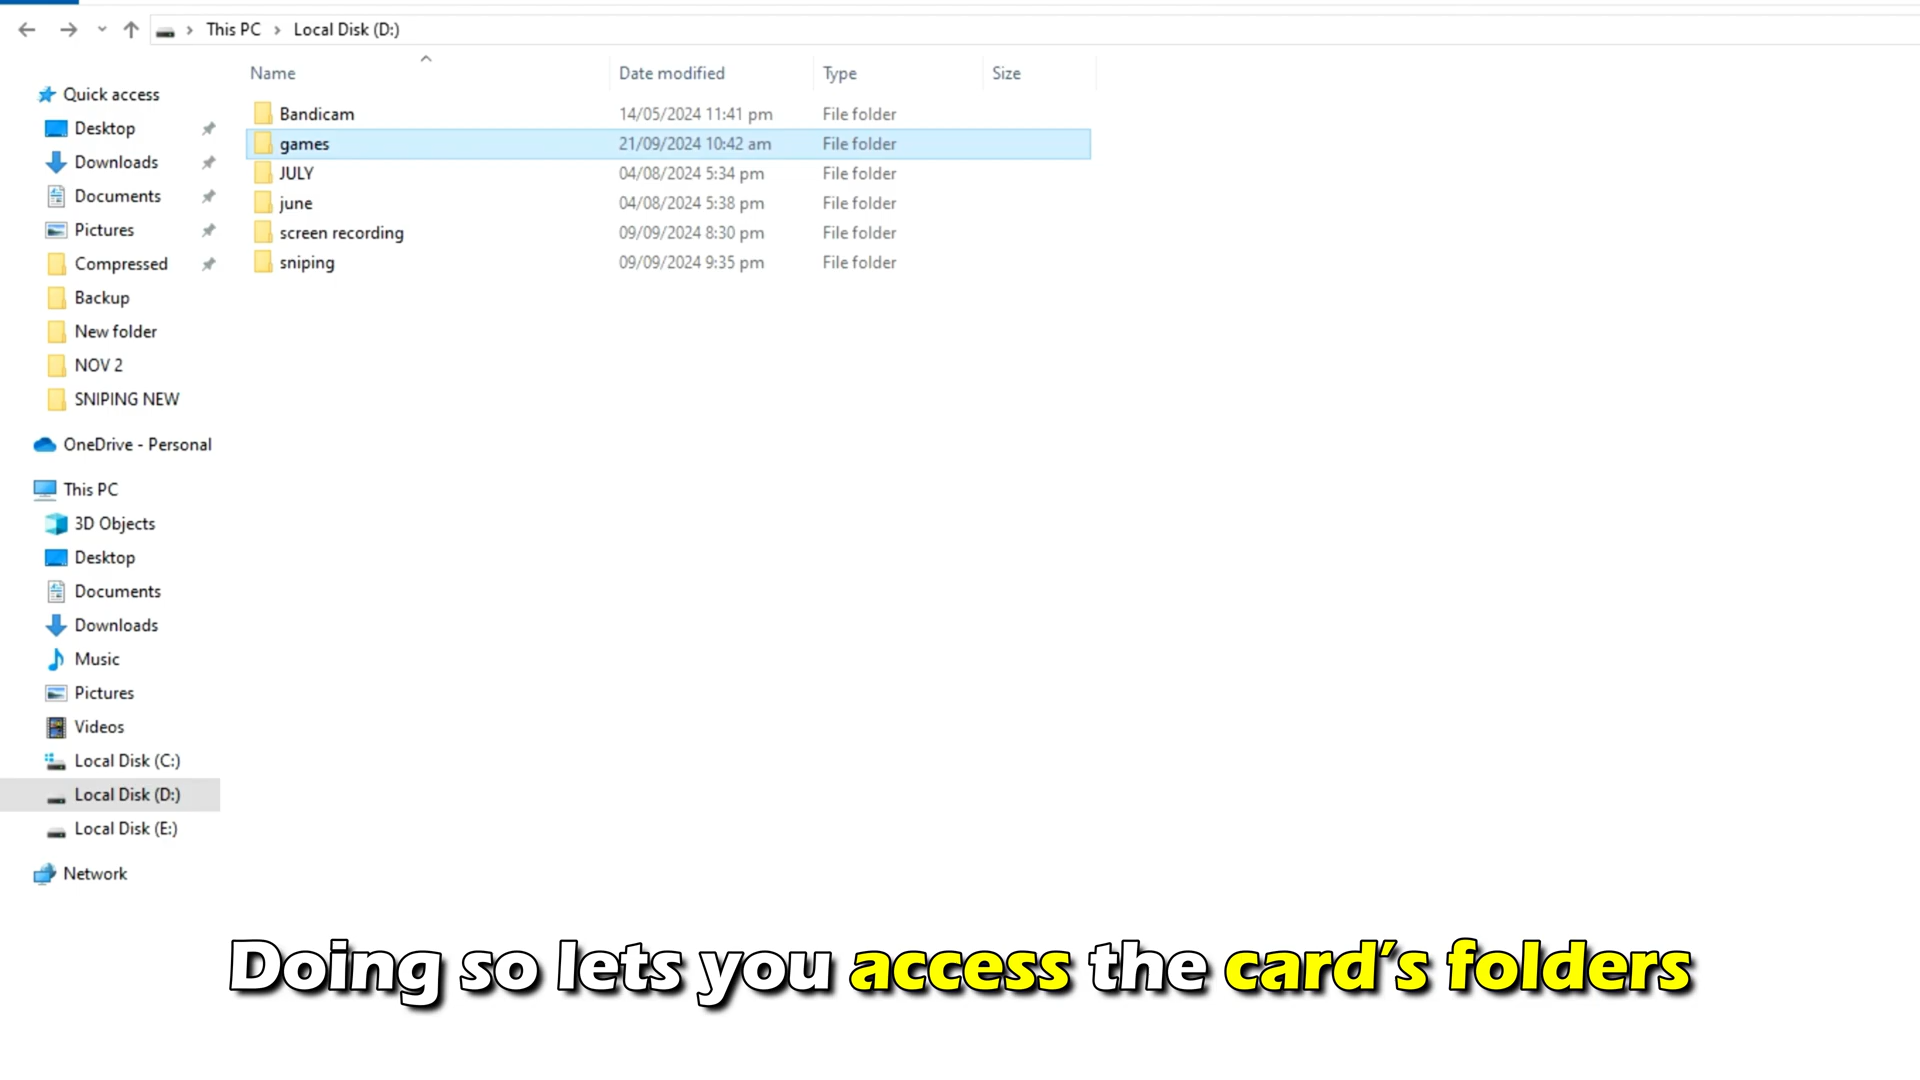 This PC > Local Disk (D:)
Name Date modified Type Size
Quick access
Desktop
Downloads
Documents
Pictures
Compressed
Backup
New folder
NOV 2
SNIPING NEW
OneDrive - Personal
This PC
3D Objects
Desktop
Documents
Downloads
Music
Pictures
Videos
Local Disk (C:)
Local Disk (D:)
Local Disk (E:)
Network
Bandicam 14/05/2024 11:41 pm File folder
games 21/09/2024 10:42 am File folder
JULY 04/08/2024 5:34 pm File folder
june 04/08/2024 5:38 pm File folder
screen recording 09/09/2024 8:30 pm File folder
sniping 09/09/2024 9:35 pm File folder
Doing so lets you access the card's folders